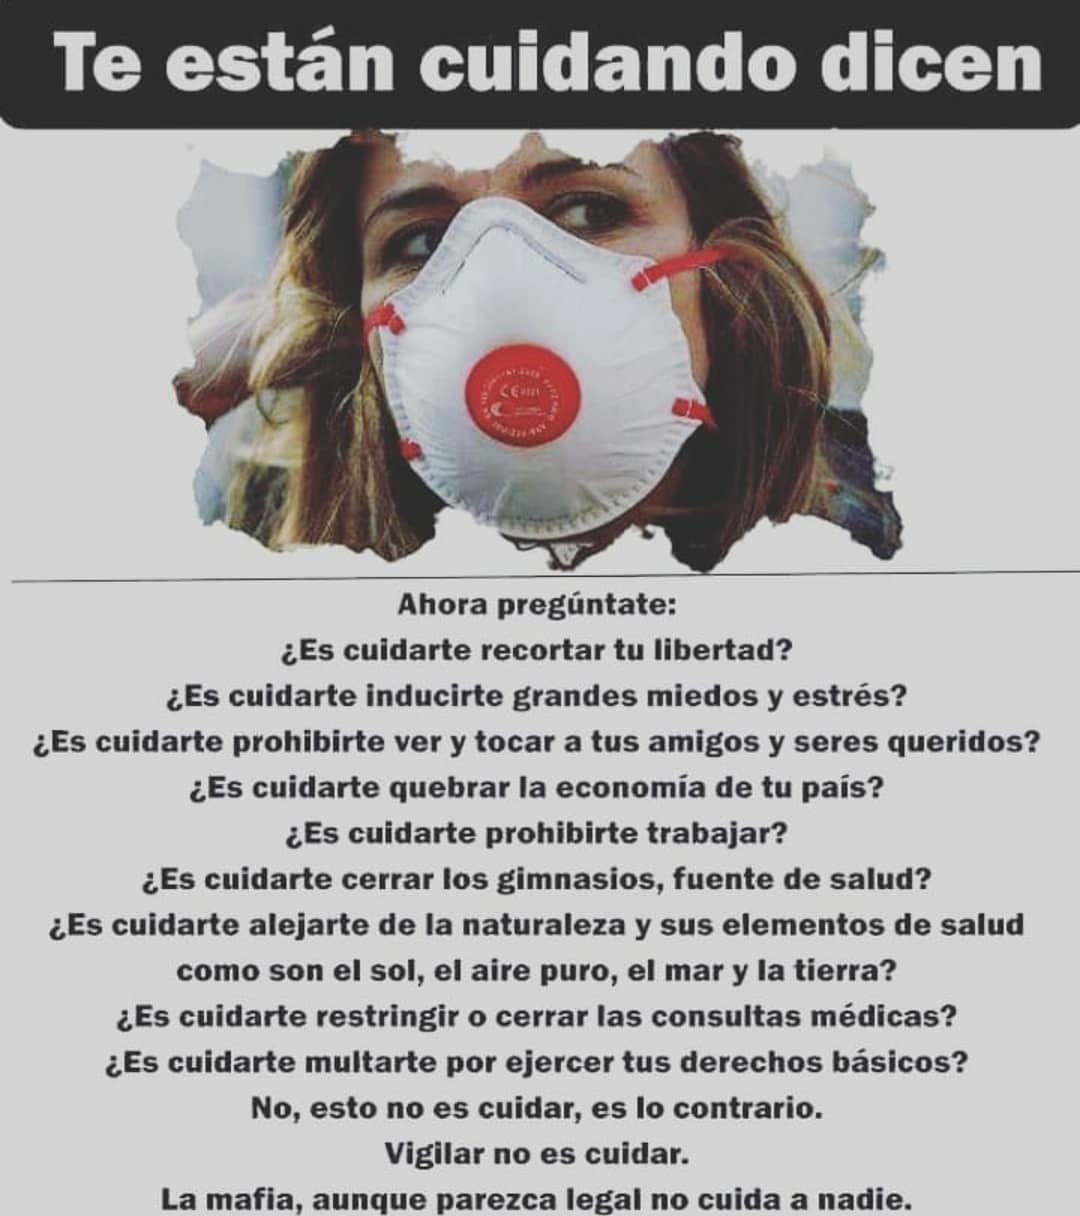 Te están cuidando dicen
CE
Ahora pregúntate:
¿Es cuidarte recortar tu libertad?
¿Es cuidarte inducirte grandes miedos y estrés?
¿Es cuidarte prohibirte ver y tocar a tus amigos y seres queridos?
¿Es cuidarte quebrar la economía de tu país?
¿Es cuidarte prohibirte trabajar?
¿Es cuidarte cerrar los gimnasios, fuente de salud?
¿Es cuidarte alejarte de la naturaleza y sus elementos de salud
como son el sol, el aire puro, el mar y la tierra?
¿Es cuidarte restringir o cerrar las consultas médicas?
¿Es cuidarte multarte por ejercer tus derechos básicos?
No, esto no es cuidar, es lo contrario.
Vigilar no es cuidar.
La mafia, aunque parezca legal no cuida a nadie.